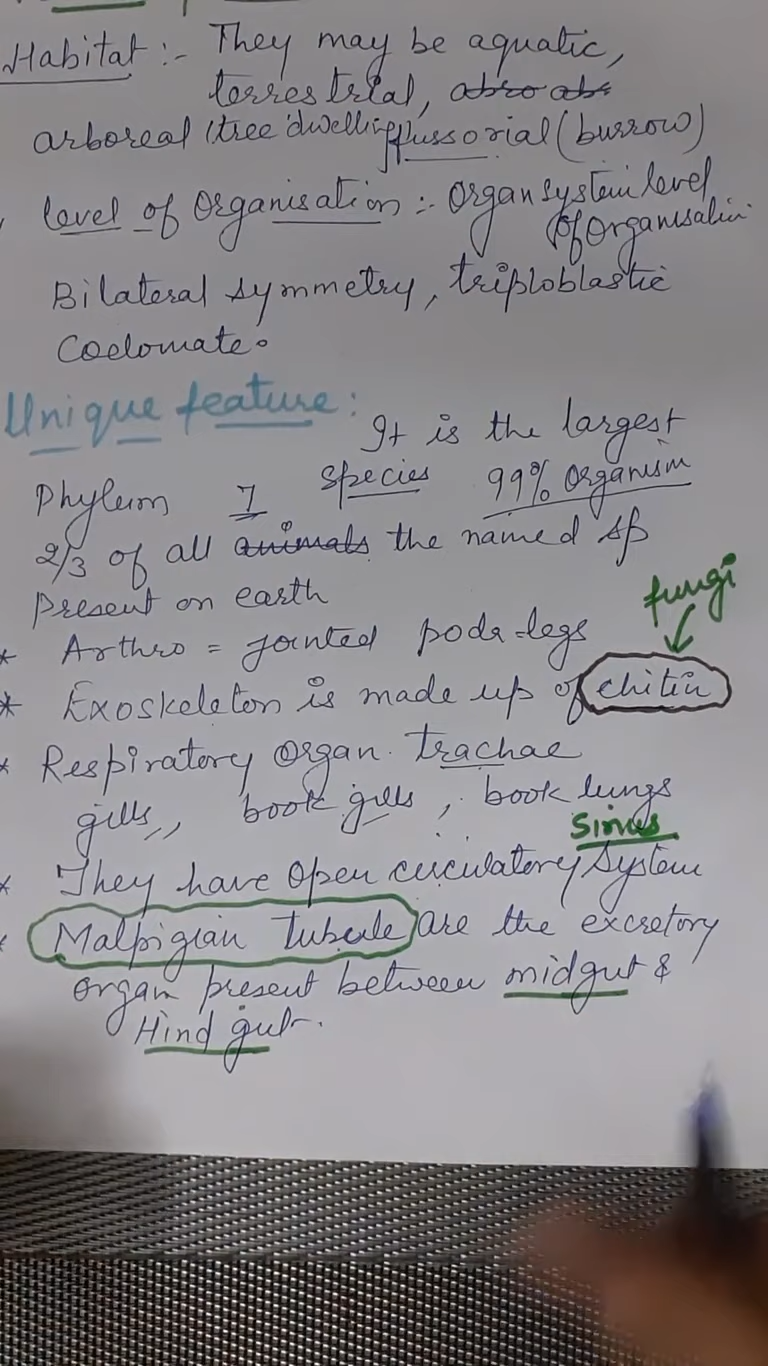 Habitat :- They may be aquatic,
terrestrial, abro abs
arboreal (tree dwelling fussorial (burrow)
level of Organisation :- Organ system level
of Organisation
Bilateral symmetry, triploblastic
Coelomate.
Unique feature :
It is the largest
Phylum I species 99% Organism
2/3 of all animals the named sp
Present on earth
fungi
* Arthro = jointed poda-legs
* Exoskeleton is made up of chitin
* Respiratory organ. trachae
gills,, book gills, book lungs
Sinus
* They have open circulatory system
* Malpigian tubule are the excretory
organ present between midgut &
Hind gut.